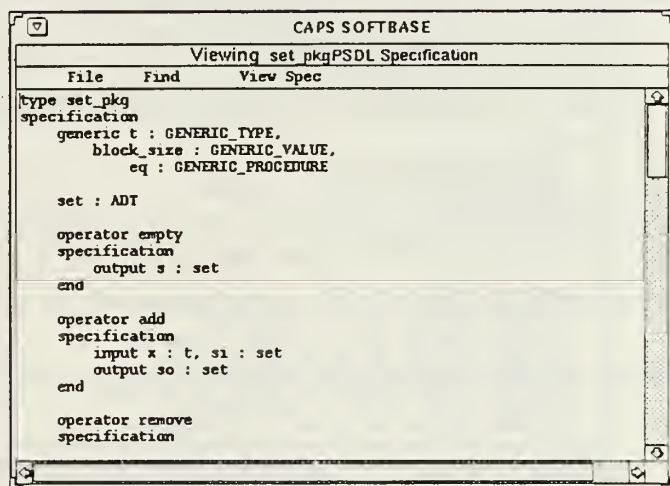 CAPS SOFTBASE
Viewing set_pkgPSDL Specification
File Find View Spec
type set_pkg
specification
generic t : GENERIC_TYPE,
block_size : GENERIC_VALUE,
eq : GENERIC_PROCEDURE
set : ADT
operator empty
specification
output s : set
end
operator add
specification
input x : t, si : set
output so : set
end
operator remove
specification